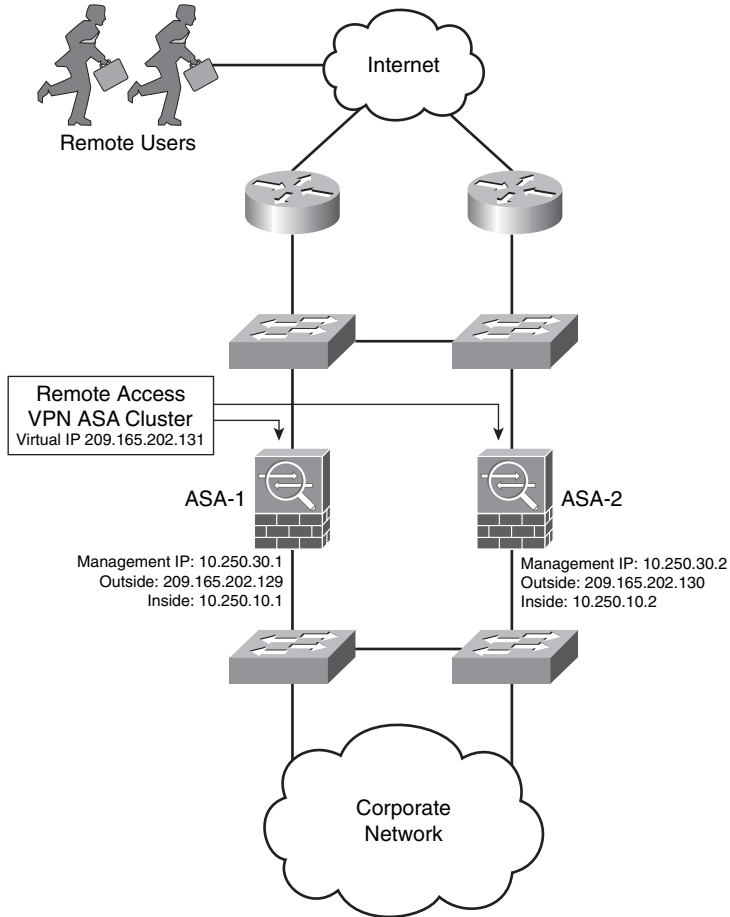 Internet
Remote Users
Remote Access
VPN ASA Cluster
Virtual IP 209.165.202.131
ASA-1
ASA-2
Management IP: 10.250.30.1
Outside: 209.165.202.129
Inside: 10.250.10.1
Management IP: 10.250.30.2
Outside: 209.165.202.130
Inside: 10.250.10.2
Corporate
Network